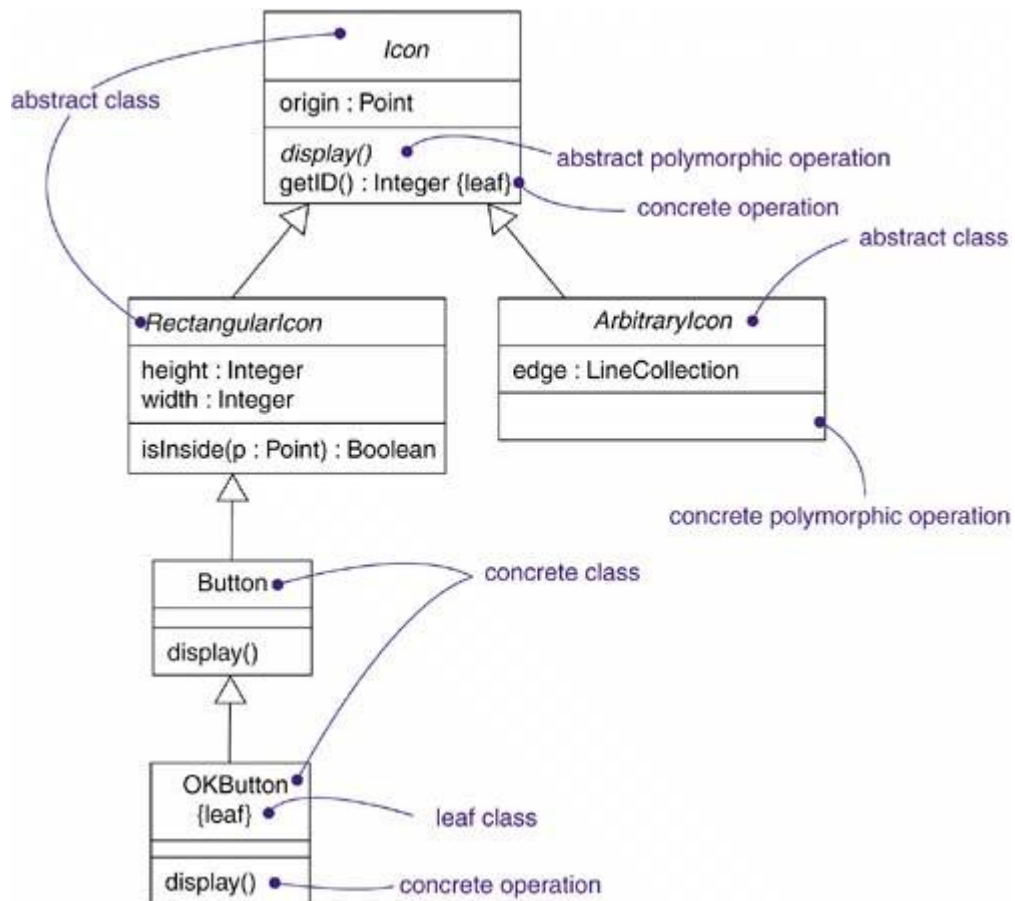 Icon
abstract class
origin : Point
display()
abstract polymorphic operation
getID() : Integer {leaf}
concrete operation
abstract class
RectangularIcon
ArbitraryIcon
height : Integer
width : Integer
edge : LineCollection
isInside(p : Point) : Boolean
concrete polymorphic operation
Button
concrete class
display()
OKButton
{leaf}
leaf class
display()
concrete operation